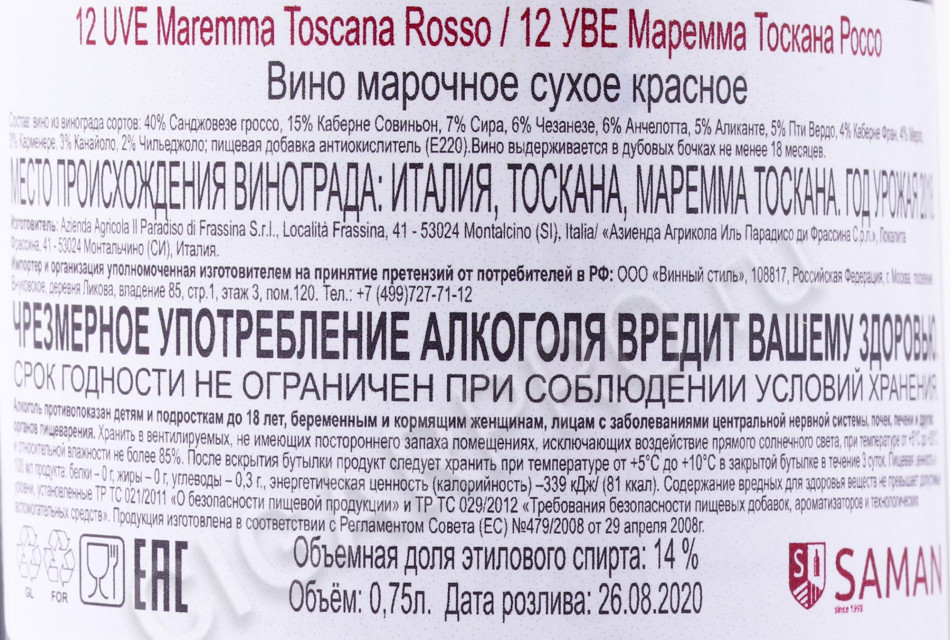 12 UVE Maremma Toscana Rosso / 12 УВЕ Маремма Тоскана Россо
Вино марочное сухое красное
Состав: вино из винограда сортов: 40% Санджовезе гроссо, 15% Каберне Совиньон, 7% Сира, 6% Чезанезе, 6% Анчелотта, 5% Аликанте, 5% Пти Вердо, 4% Каберне Фран, 4%
3% Карменере, 3% Канайоло, 2% Чильеджоло; пищевая добавка антиокислитель (Е220).Вино выдерживается в дубовых бочках не менее 18 месяцев.
МЕСТО ПРОИСХОЖДЕНИЯ ВИНОГРАДА: ИТАЛИЯ, ТОСКАНА, МАРЕММА ТОСКАНА. ГОД УРОЖАЯ
Изготовитель: Azienda Agricola Il Paradiso di Frassina S.r.l., Località Frassina, 41 - 53024 Montalcino (SI), Italia/ «Азиенда Агрикола Иль Парадисо ди Фрассина С.р.л.», Локалита
Фрассина, 41 - 53024 Монтальчино (СИ), Италия.
Импортер и организация уполномоченная изготовителем на принятие претензий от потребителей в РФ: ООО «Винный стиль», 108817, Российская Федерация, г. Москва, поселение
Внуковское, деревня Ликова, владение 85, стр.1, этаж 3, пом.120. Тел.: +7 (499)727-71-12
ЧРЕЗМЕРНОЕ УПОТРЕБЛЕНИЕ АЛКОГОЛЯ ВРЕДИТ ВАШЕМУ ЗДОРОВЬЮ
СРОК ГОДНОСТИ НЕ ОГРАНИЧЕН ПРИ СОБЛЮДЕНИИ УСЛОВИЙ ХРАНЕНИЯ.
Алкоголь противопоказан детям и подросткам до 18 лет, беременным и кормящим женщинам, лицам с заболеваниями центральной нервной системы, почек, печени и других
органов пищеварения. Хранить в вентилируемых, не имеющих постороннего запаха помещениях, исключающих воздействие прямого солнечного света, при температуре от +5°С до
и относительной влажности не более 85%. После вскрытия бутылки продукт следует хранить при температуре от +5°С до +10°С в закрытой бутылке в течение 3 суток. Пищевая ценность в
100 мл продукта: белки – 0 г, жиры – 0 г, углеводы – 0,3 г., энергетическая ценность (калорийность) –339 кДж/ (81 ккал). Содержание вредных для здоровья веществ не превышает
уровни, установленные ТР ТС 021/2011 «О безопасности пищевой продукции» и ТР ТС 029/2012 «Требования безопасности пищевых добавок, ароматизаторов и технологических
вспомогательных средств». Продукция изготовлена в соответствии с Регламентом Совета (ЕС) №479/2008 от 29 апреля 2008г.
Объемная доля этилового спирта: 14 %
Объём: 0,75л. Дата розлива: 26.08.2020
GL FOR EAC
S SAMAN
since 1998